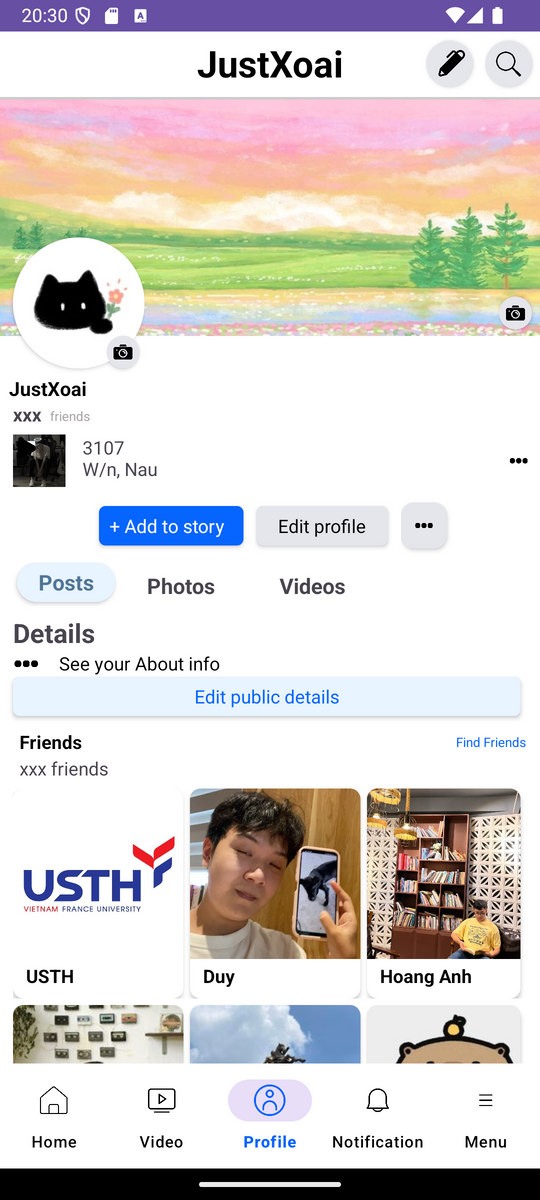 20:30
A
JustXoai
JustXoai
xxx friends
3107
W/n, Nau
+ Add to story
Edit profile
Posts
Photos
Videos
Details
See your About info
Edit public details
Friends
Find Friends
xxx friends
USTH
VIETNAM FRANCE UNIVERSITY
USTH
Duy
Hoang Anh
Home
Video
Profile
Notification
Menu